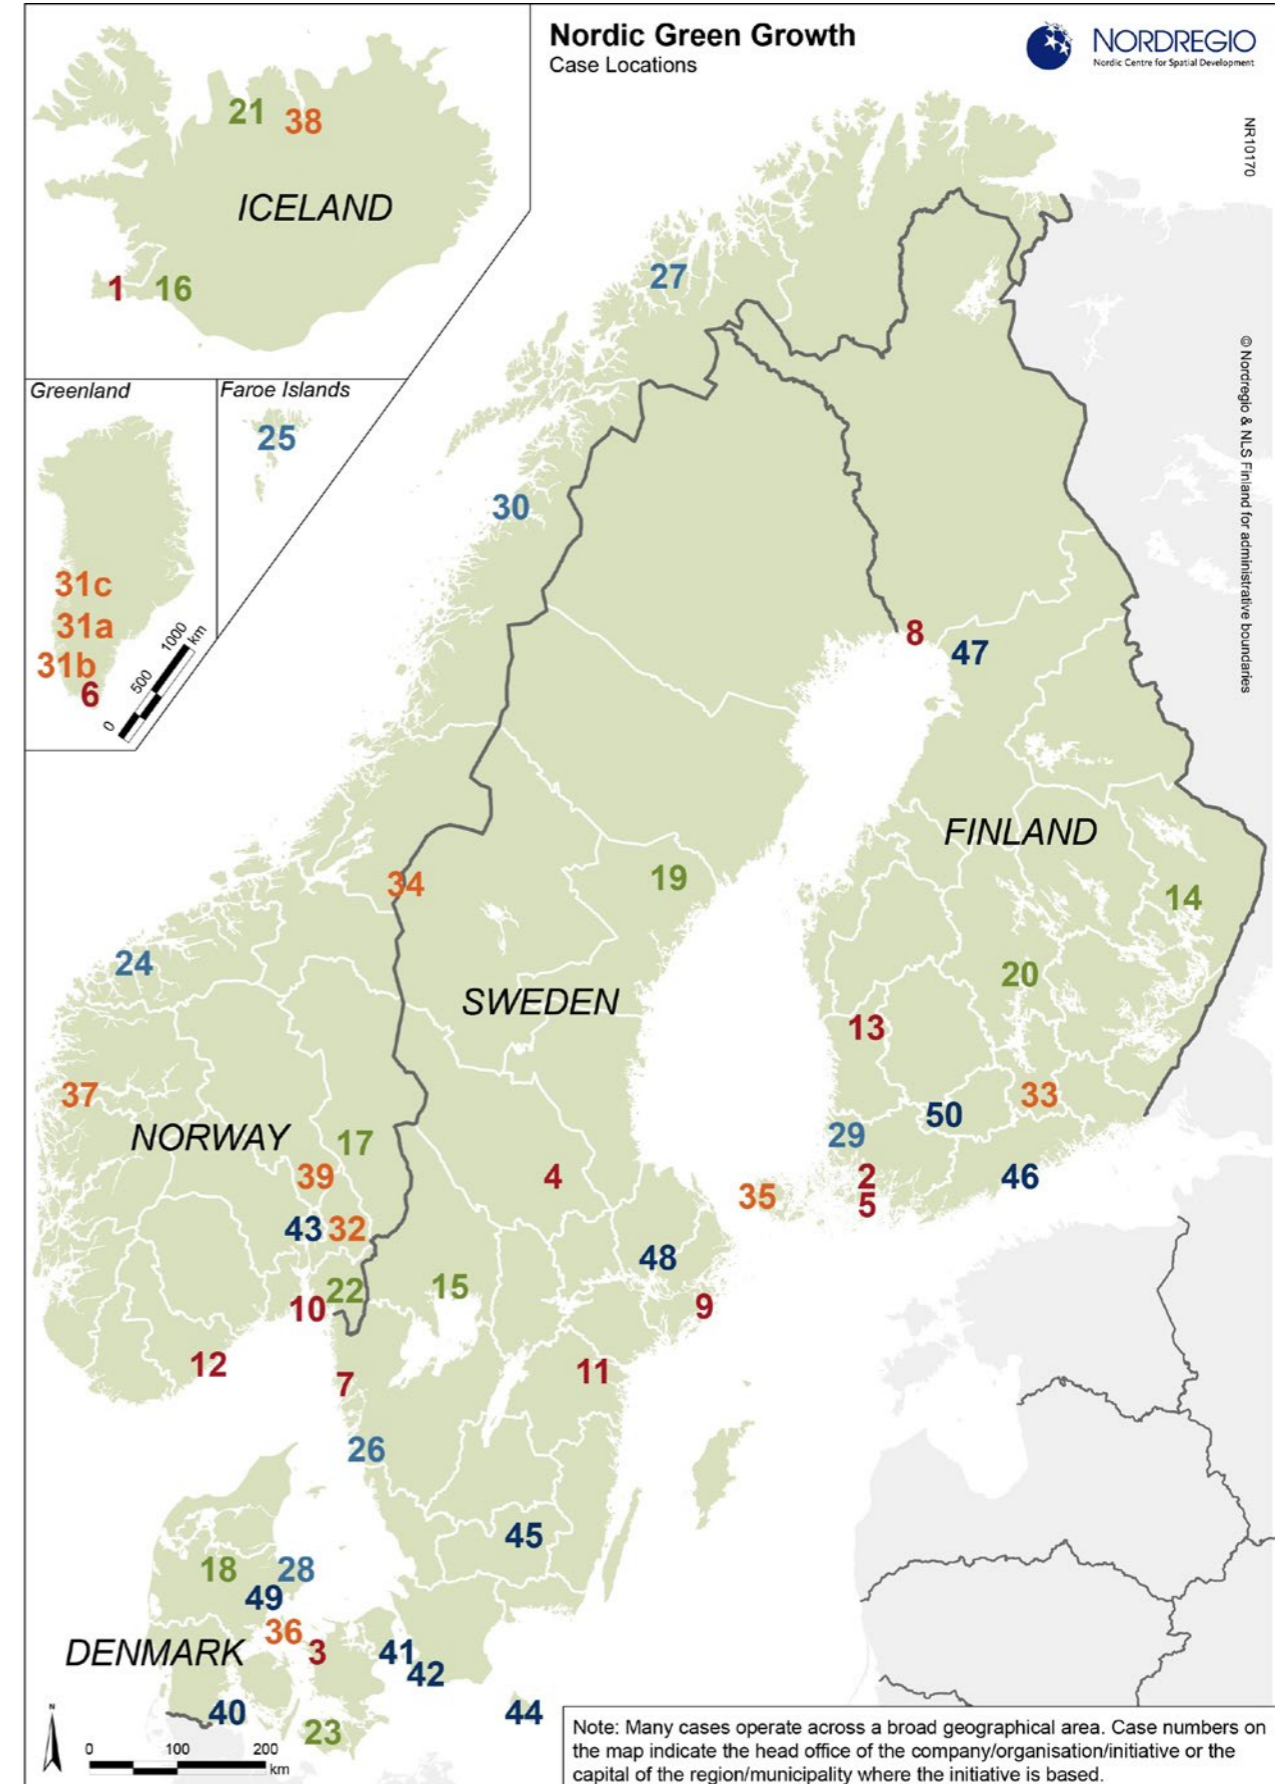 Nordic Green Growth
Case Locations
NORDREGIO
Nordic Centre for Spatial Development
NR10170
© Nordregio & NLS Finland for administrative boundaries
21
38
ICELAND
1
16
Greenland
Faroe Islands
25
31c
31a
31b
6
0
500
1000
km
27
30
8
47
FINLAND
34
19
14
24
20
SWEDEN
13
37
33
NORWAY
17
50
29
39
4
2
46
35
5
43
32
48
22
15
10
9
12
11
7
26
45
18
28
49
36
DENMARK
3
41
42
40
44
23
N
0
100
200
km
Note: Many cases operate across a broad geographical area. Case numbers on
the map indicate the head office of the company/organisation/initiative or the
capital of the region/municipality where the initiative is based.